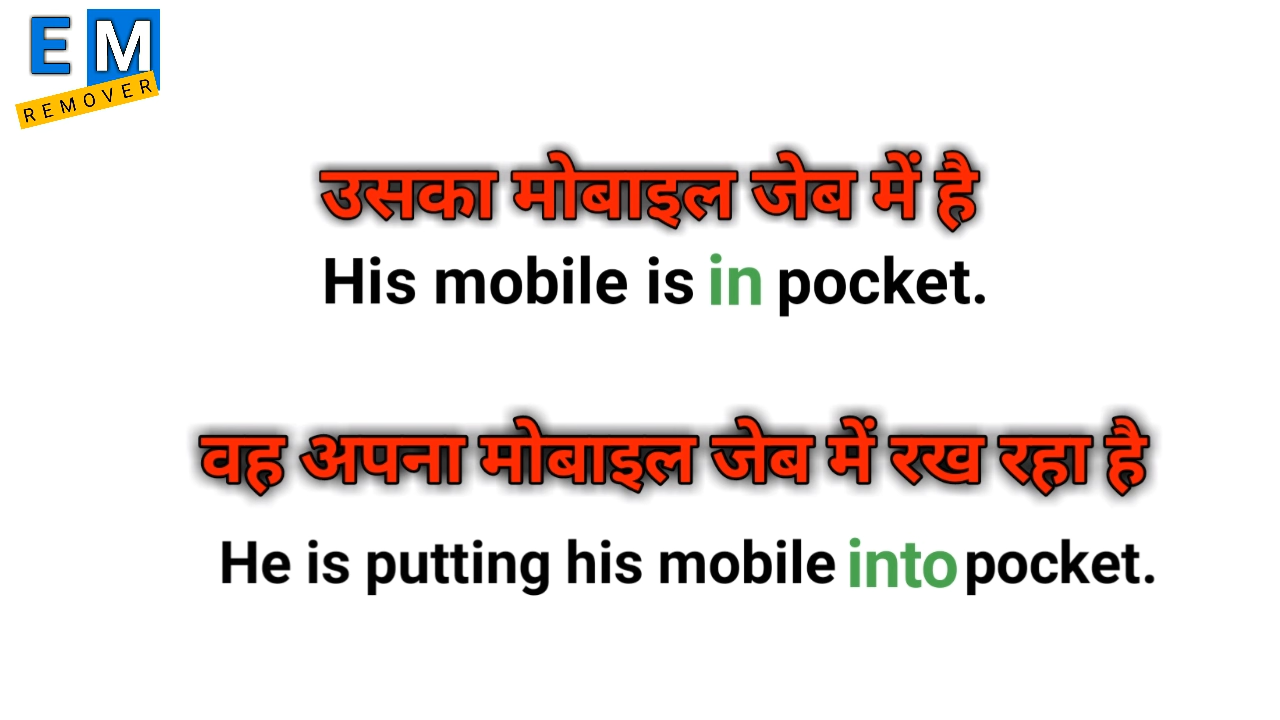 EM
REMOVER
उसका मोबाइल जेब में है
His mobile is in pocket.
वह अपना मोबाइल जेब में रख रहा है
He is putting his mobile into pocket.